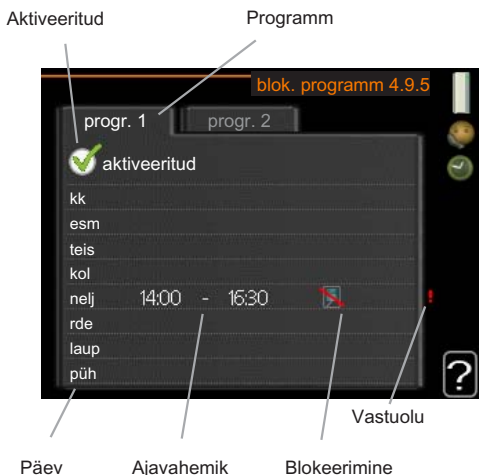 Aktiveeritud Programm
blok. programm 4.9.5
progr. 1 progr. 2
aktiveeritud
kk
esm
teis
kol
nelj 14:00 - 16:30 !
rde
laup
püh
?
Vastuolu
Päev Ajavahemik Blokeerimine